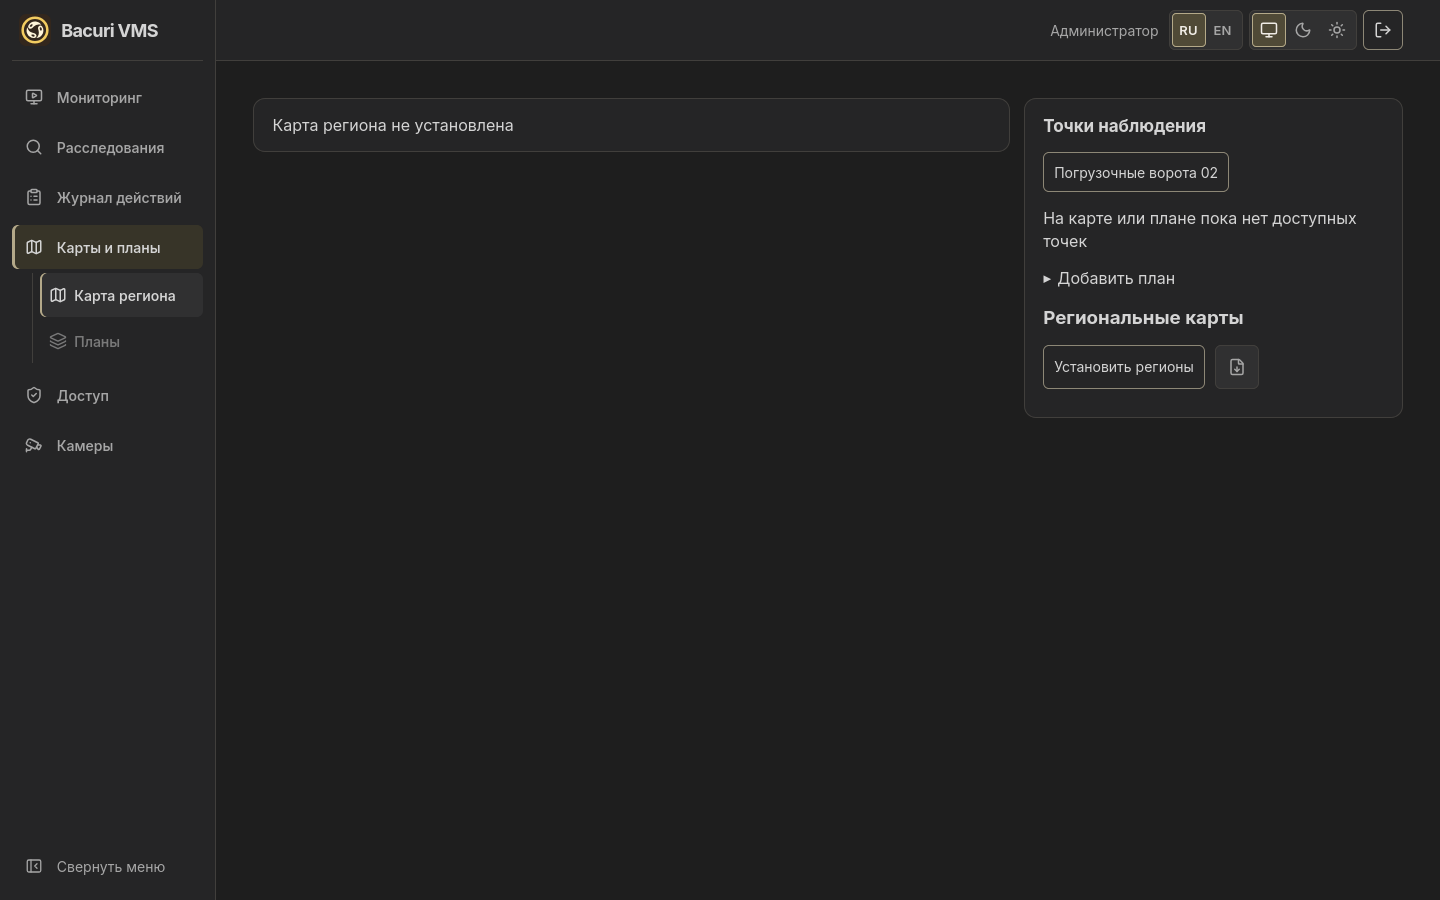 Bacuri VMS
Администратор
RU
EN
Мониторинг
Расследования
Журнал действий
Карты и планы
Карта региона
Планы
Доступ
Камеры
Свернуть меню
Карта региона не установлена
Точки наблюдения
Погрузочные ворота 02
На карте или плане пока нет доступных
точек
Добавить план
Региональные карты
Установить регионы